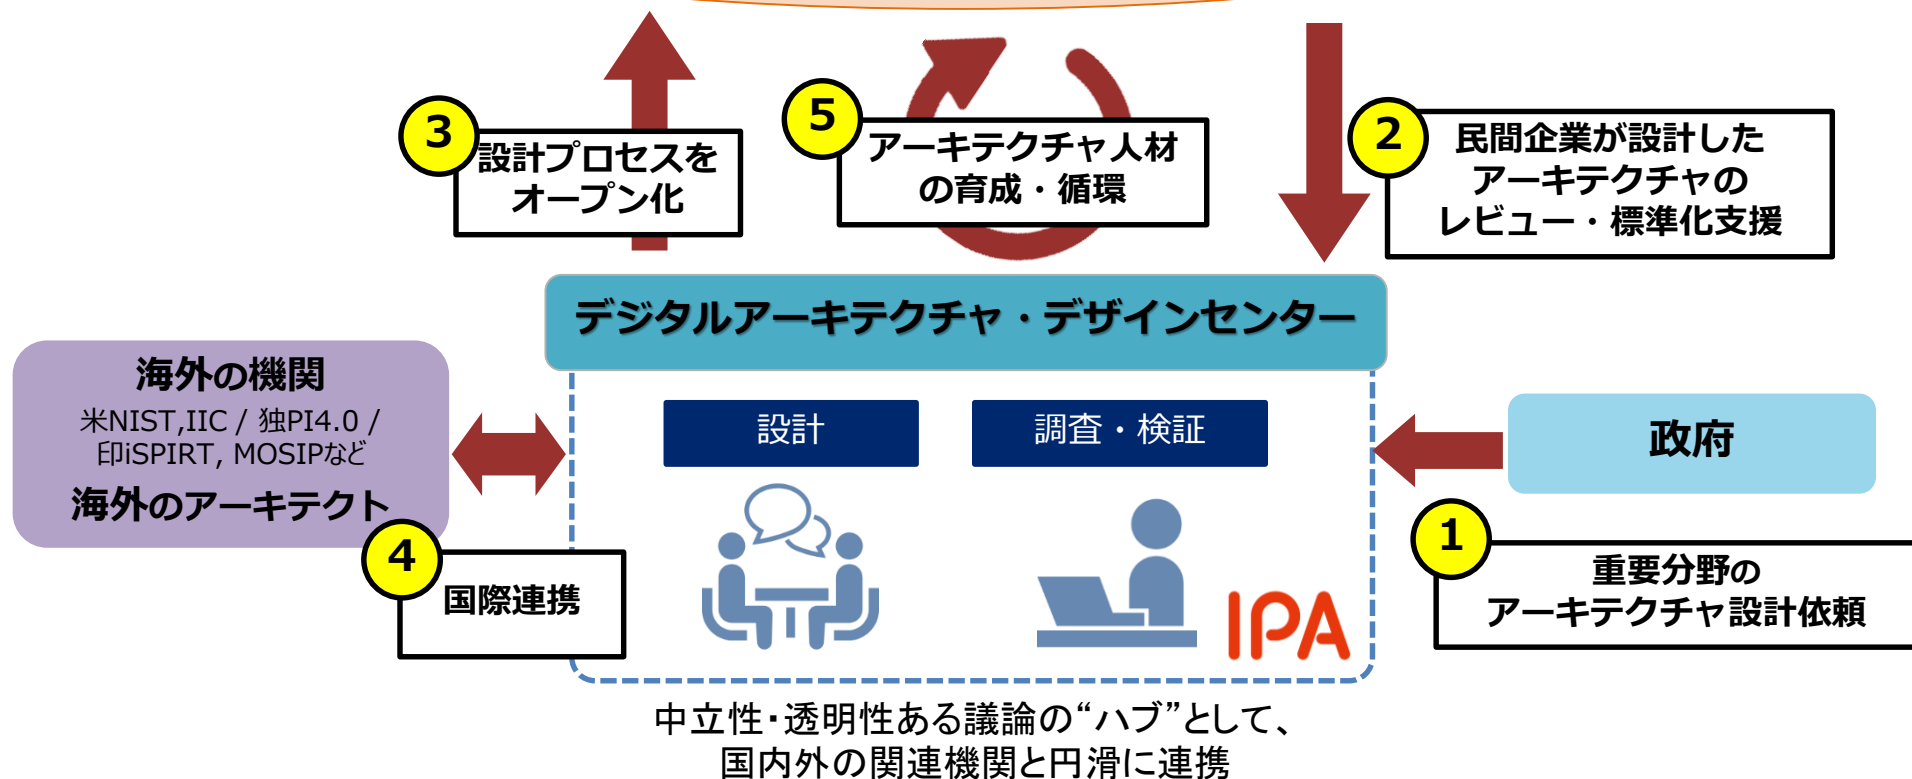 3
設計プロセスを
オープン化
5
アーキテクチャ人材
の育成・循環
2
民間企業が設計した
アーキテクチャの
レビュー・標準化支援
デジタルアーキテクチャ・デザインセンター
海外の機関
米NIST,IIC / 独PI4.0 /
印iSPIRT, MOSIPなど
海外のアーキテクト
4
国際連携
設計
調査・検証
IPA
政府
1
重要分野の
アーキテクチャ設計依頼
中立性・透明性ある議論の“ハブ”として、
国内外の関連機関と円滑に連携